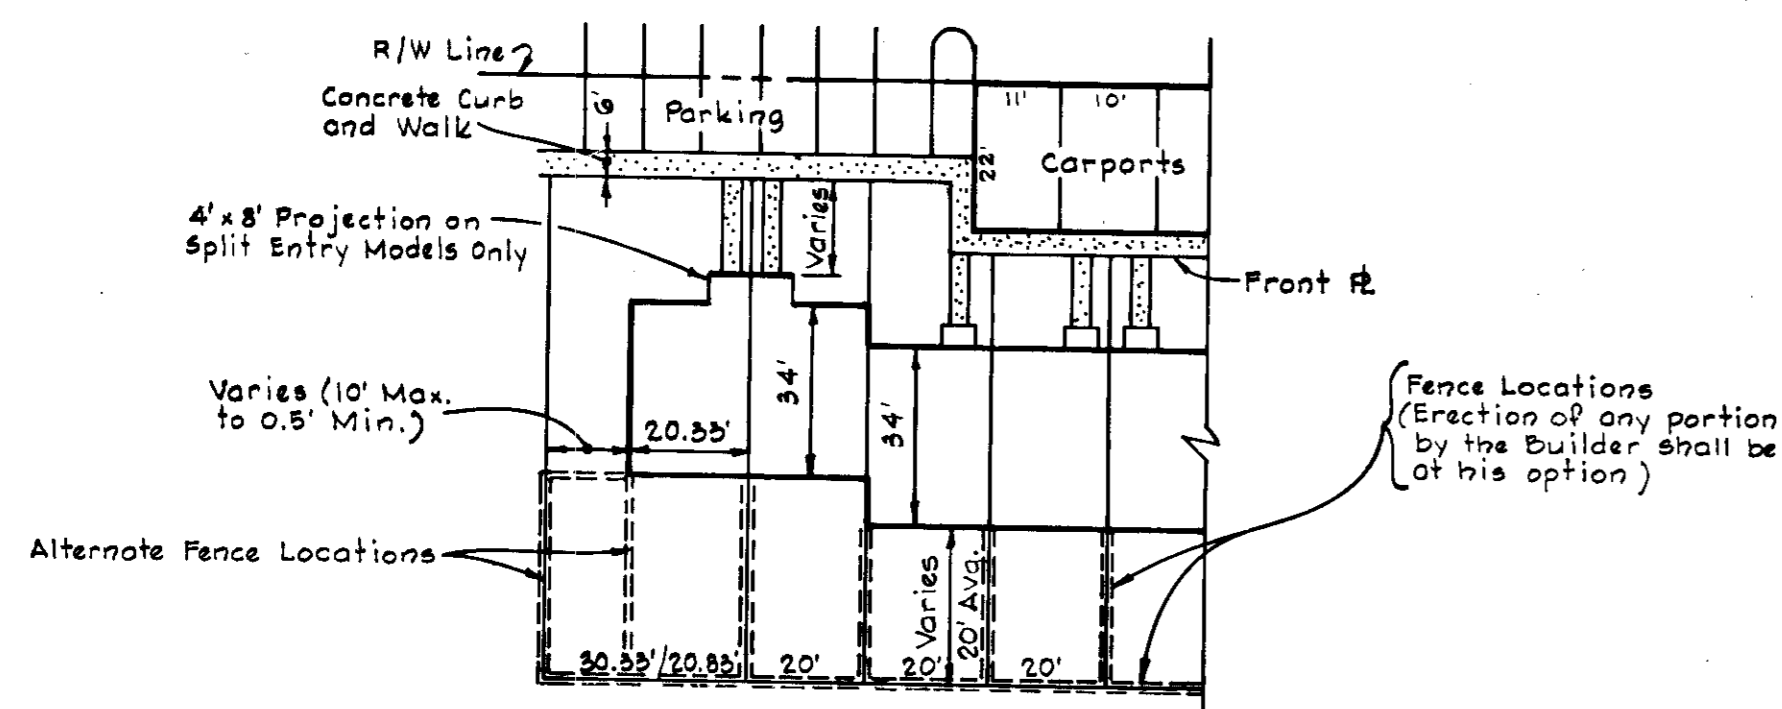 R/W Line
Concrete Curb
and Walk
6'
Parking
11'
10'
22'
Carports
4' x 8' Projection on
Split Entry Models Only
Varies
Front PL
Varies (10' Max.
to 0.5' Min.)
20.33'
34'
34'
Fence Locations
(Erection of any portion
by the Builder shall be
at his option)
Alternate Fence Locations
Varies
20' Avg.
30.33'/20.83'
20'
20'
20'